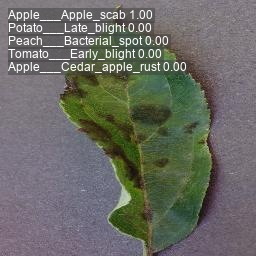 Apple___Apple_scab 1.00
Potato___Late_blight 0.00
Peach___Bacterial_spot 0.00
Tomato___Early_blight 0.00
Apple___Cedar_apple_rust 0.00